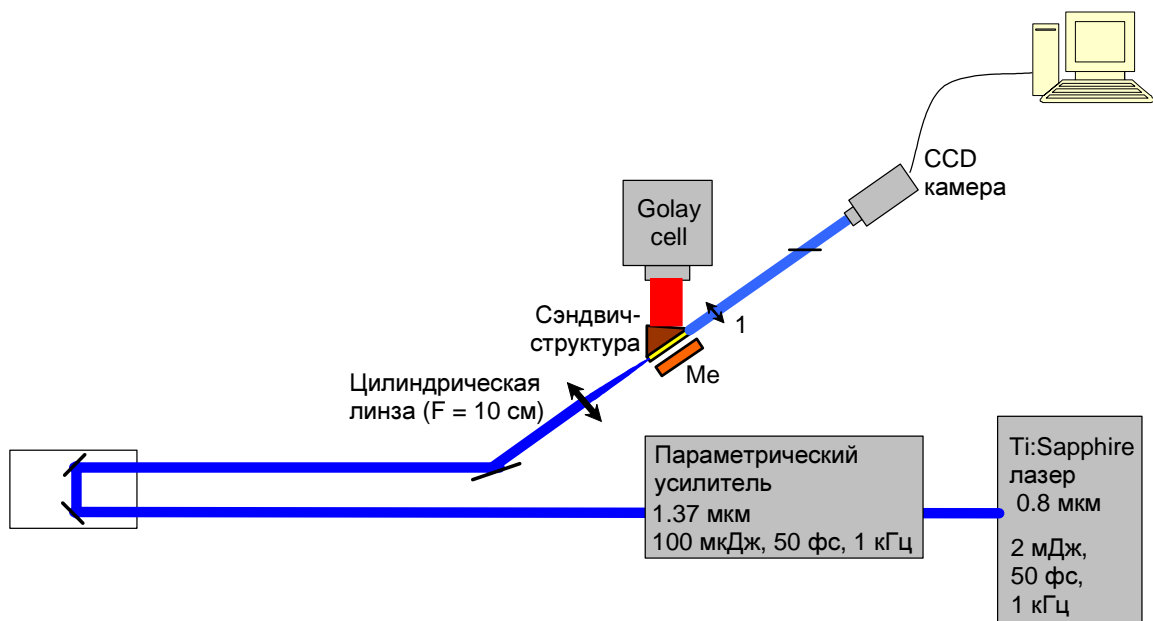 CCD
камера
Golay
cell
Сэндвич-
структура
1
Me
Цилиндрическая
линза (F = 10 см)
Параметрический
усилитель
1.37 мкм
100 мкДж, 50 фс, 1 кГц
Ti:Sapphire
лазер
0.8 мкм
2 мДж,
50 фс,
1 кГц